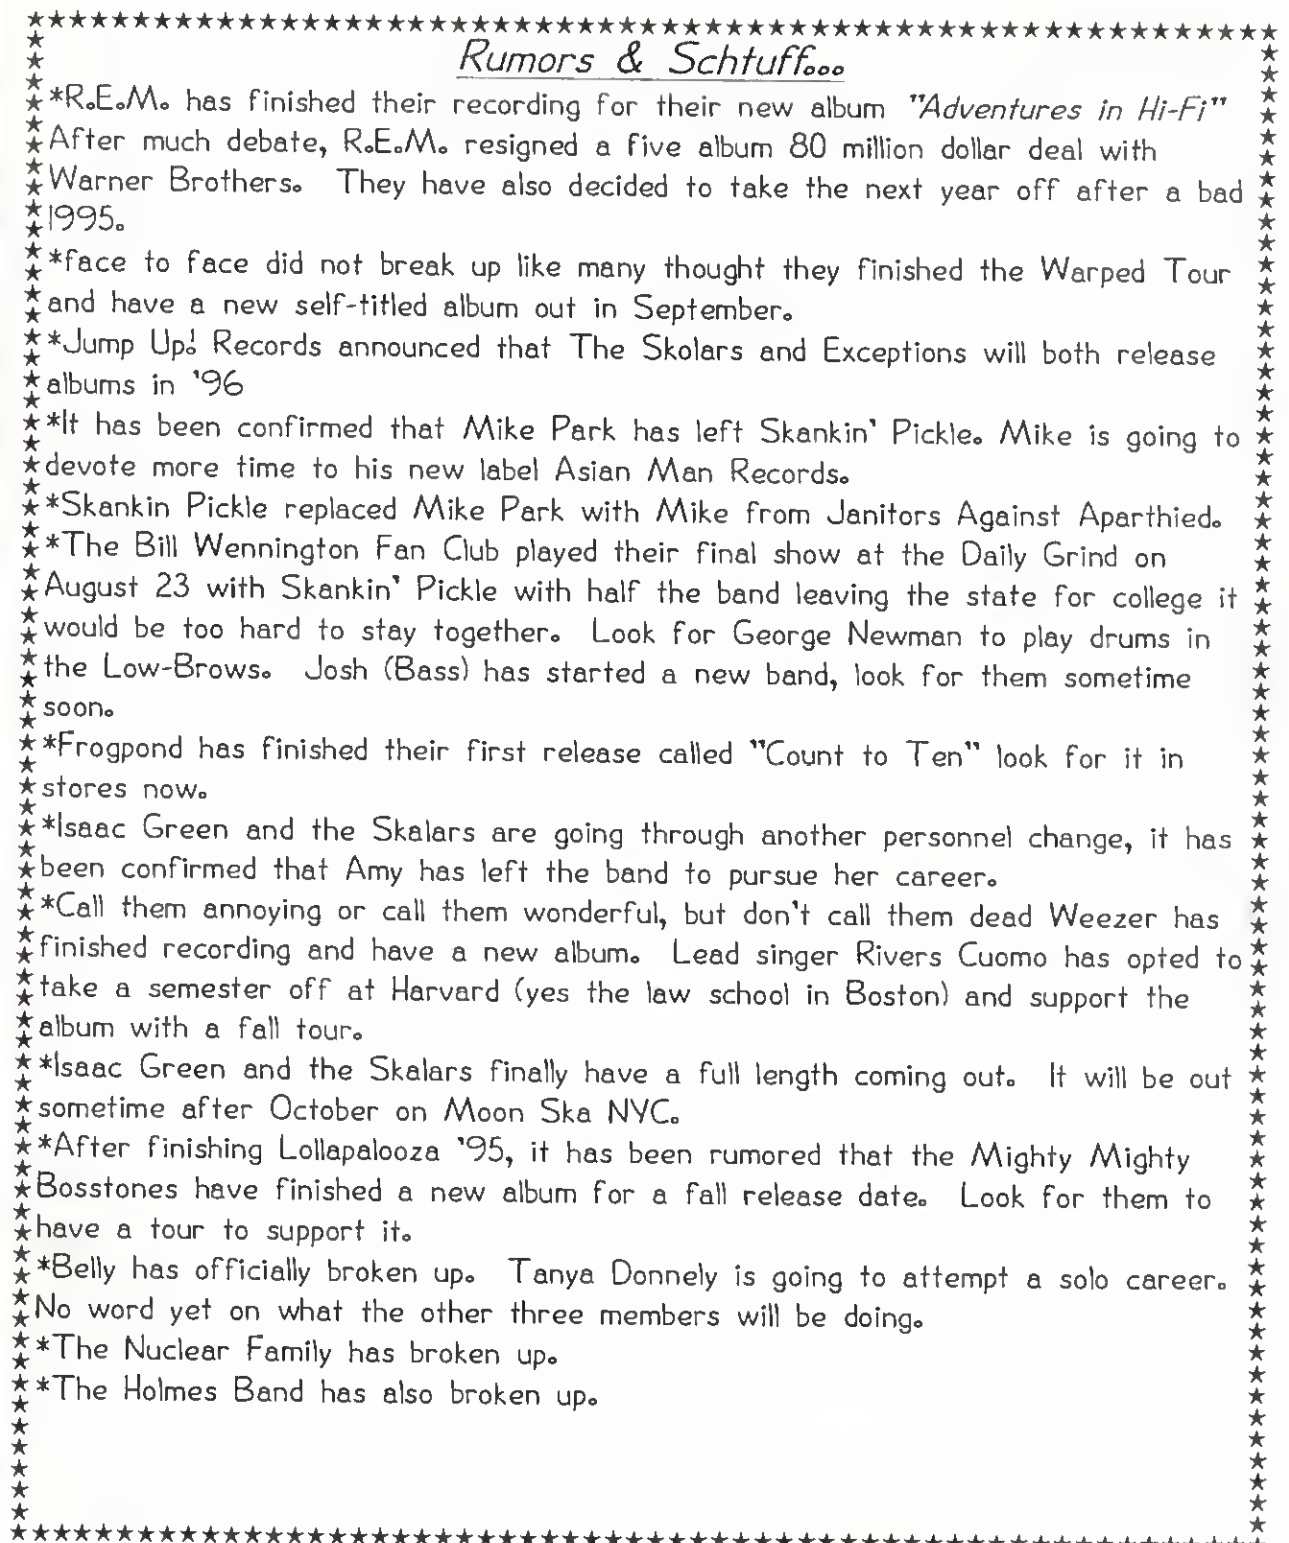 Rumors & Schtuff...
*R.E.M. has finished their recording for their new album "Adventures in Hi-Fi"
After much debate, R.E.M. resigned a five album 80 million dollar deal with
Warner Brothers. They have also decided to take the next year off after a bad
1995.
*face to face did not break up like many thought they finished the Warped Tour
and have a new self-titled album out in September.
*Jump Up! Records announced that The Skolars and Exceptions will both release
albums in '96
*It has been confirmed that Mike Park has left Skankin' Pickle. Mike is going to
devote more time to his new label Asian Man Records.
*Skankin Pickle replaced Mike Park with Mike from Janitors Against Aparthied.
*The Bill Wennington Fan Club played their final show at the Daily Grind on
August 23 with Skankin' Pickle with half the band leaving the state for college it
would be too hard to stay together. Look for George Newman to play drums in
the Low-Brows. Josh (Bass) has started a new band, look for them sometime
soon.
*Frogpond has finished their first release called "Count to Ten" look for it in
stores now.
*Isaac Green and the Skalars are going through another personnel change, it has
been confirmed that Amy has left the band to pursue her career.
*Call them annoying or call them wonderful, but don't call them dead Weezer has
finished recording and have a new album. Lead singer Rivers Cuomo has opted to
take a semester off at Harvard (yes the law school in Boston) and support the
album with a fall tour.
*Isaac Green and the Skalars finally have a full length coming out. It will be out
sometime after October on Moon Ska NYC.
*After finishing Lollapalooza '95, it has been rumored that the Mighty Mighty
Bosstones have finished a new album for a fall release date. Look for them to
have a tour to support it.
*Belly has officially broken up. Tanya Donnely is going to attempt a solo career.
No word yet on what the other three members will be doing.
*The Nuclear Family has broken up.
*The Holmes Band has also broken up.